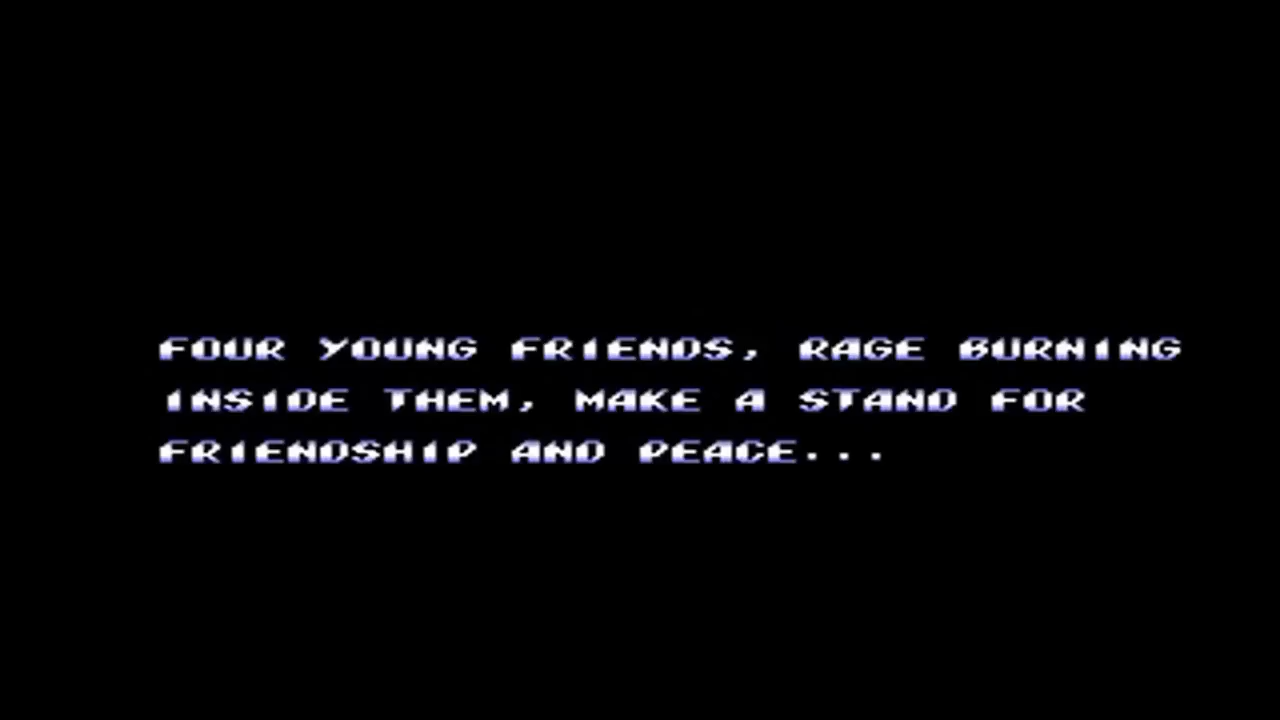 FOUR YOUNG FRIENDS, RAGE BURNING
INSIDE THEM, MAKE A STAND FOR
FRIENDSHIP AND PEACE...